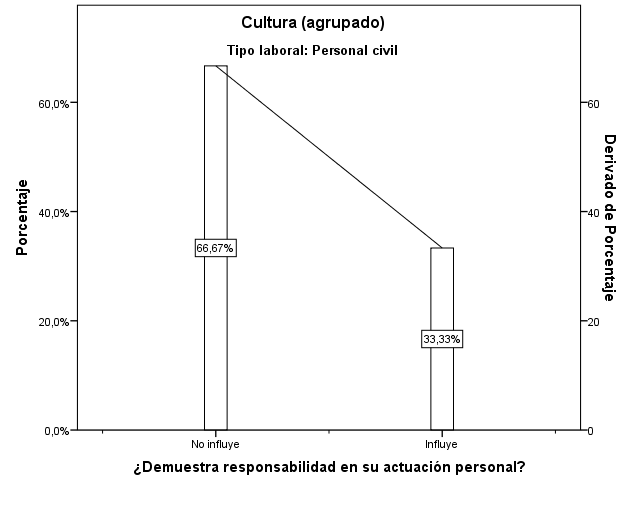 Cultura (agrupado)
Tipo laboral: Personal civil
Porcentaje
60,0%
40,0%
20,0%
0,0%
66,67%
33,33%
60
40
20
0
Derivado de Porcentaje
No influye
Influye
¿Demuestra responsabilidad en su actuación personal?